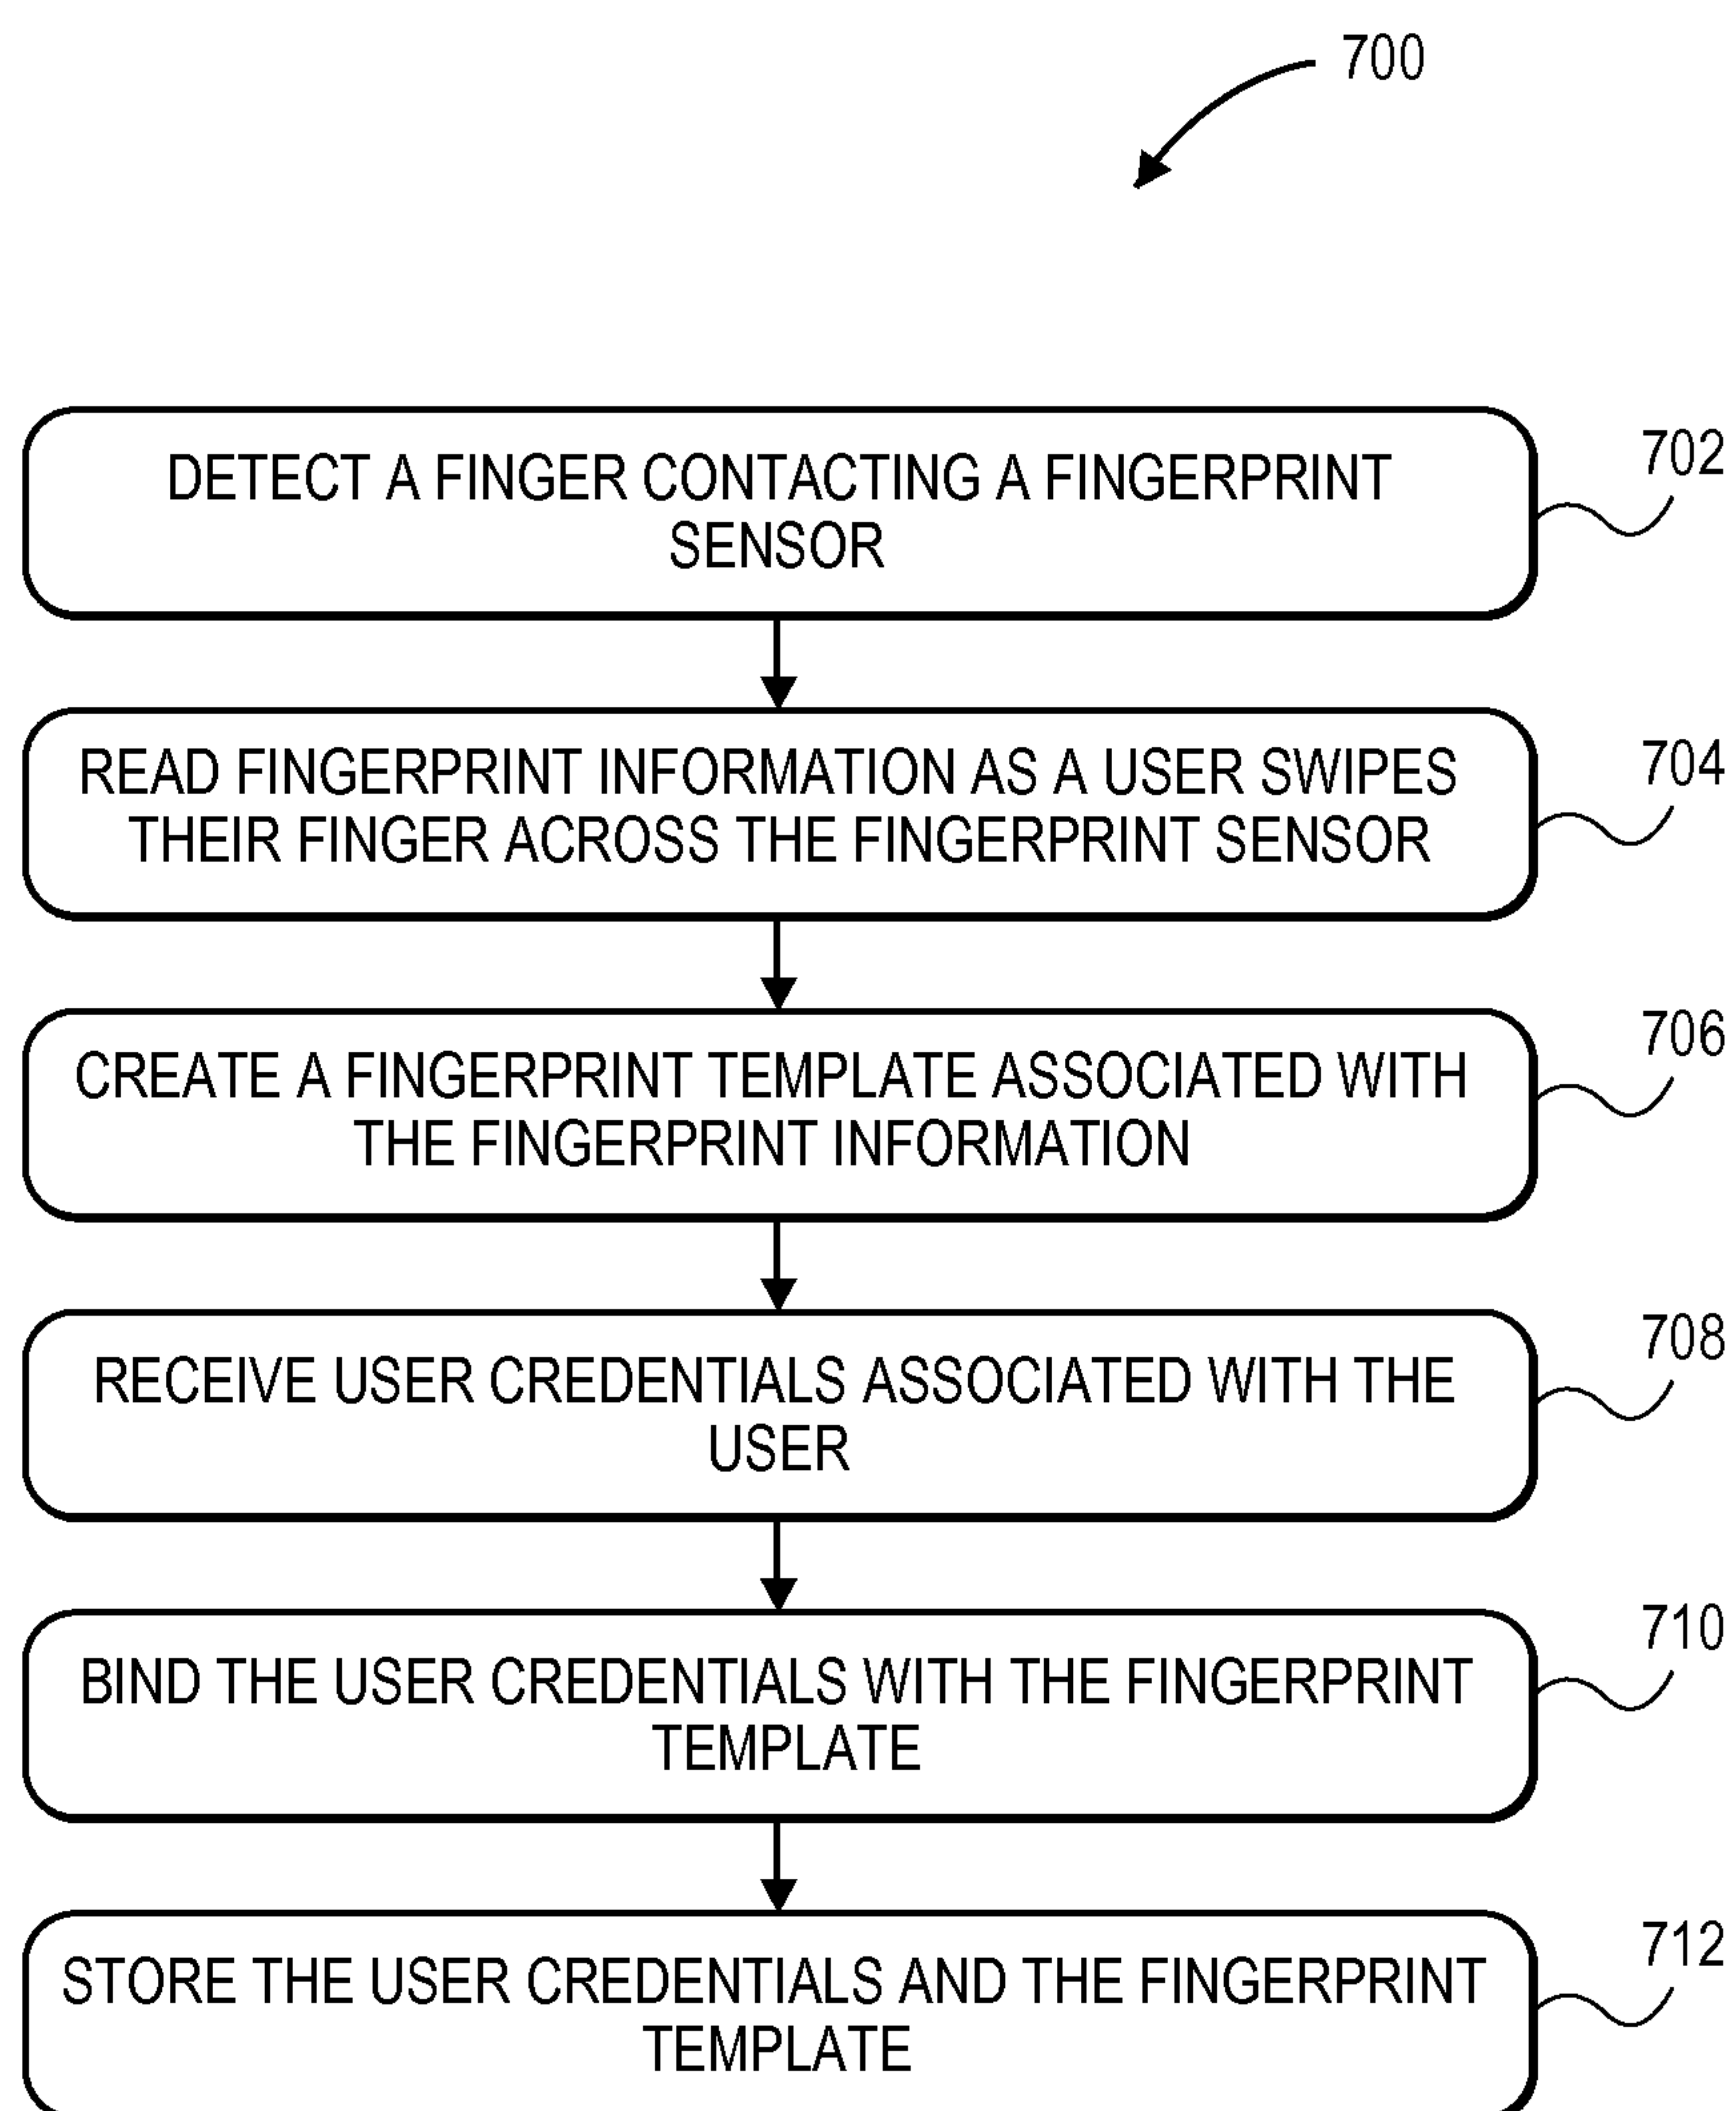 700
DETECT A FINGER CONTACTING A FINGERPRINT
SENSOR
702
READ FINGERPRINT INFORMATION AS A USER SWIPES
THEIR FINGER ACROSS THE FINGERPRINT SENSOR
704
CREATE A FINGERPRINT TEMPLATE ASSOCIATED WITH
THE FINGERPRINT INFORMATION
706
RECEIVE USER CREDENTIALS ASSOCIATED WITH THE
USER
708
BIND THE USER CREDENTIALS WITH THE FINGERPRINT
TEMPLATE
710
STORE THE USER CREDENTIALS AND THE FINGERPRINT
TEMPLATE
712